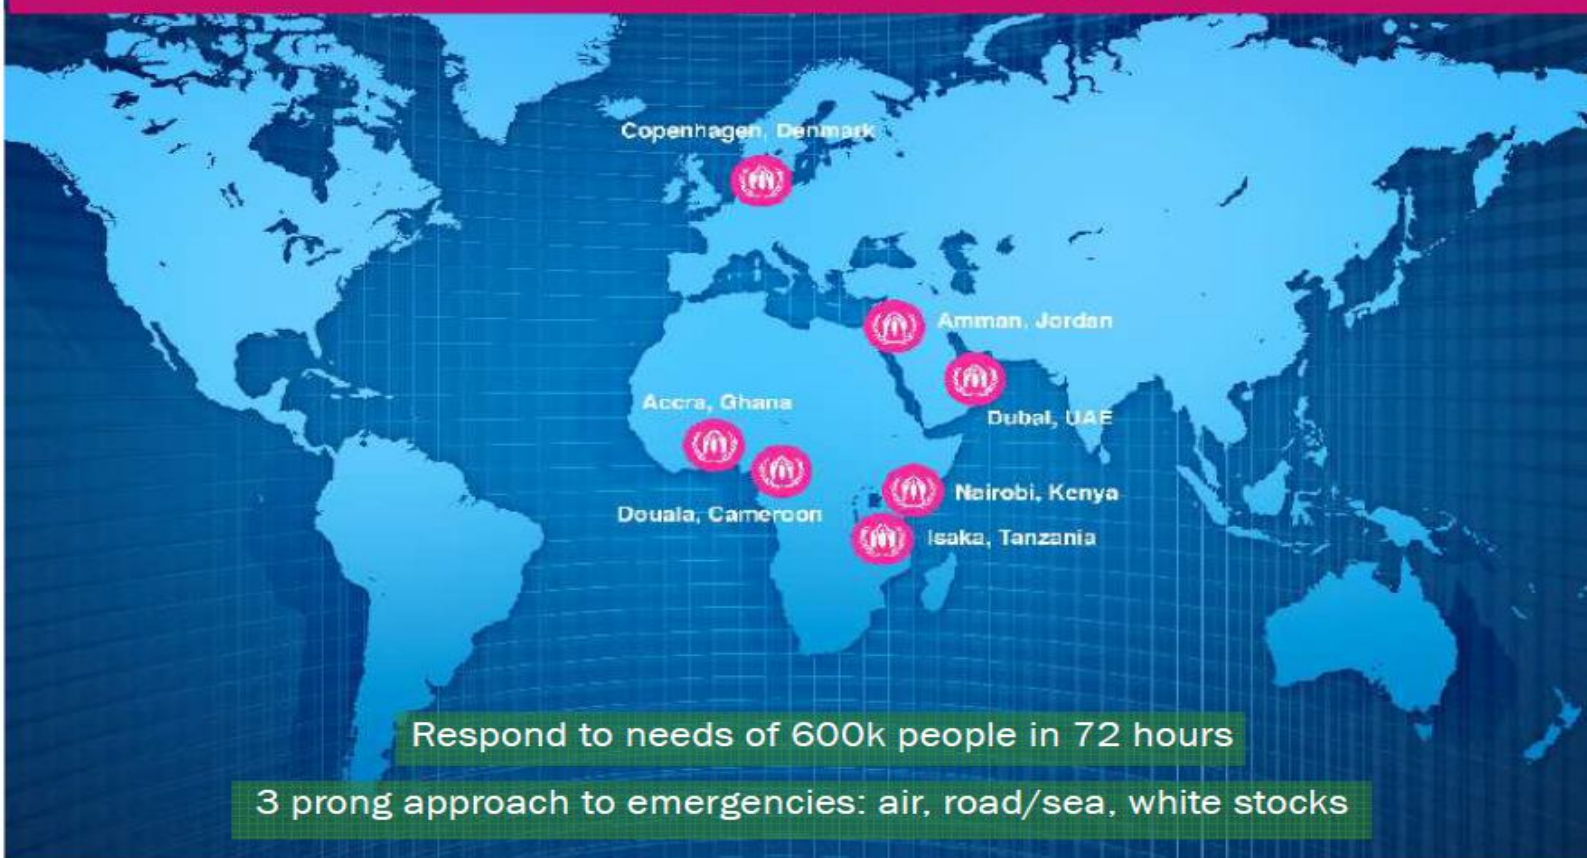 Copenhagen, Denmark
Amman, Jordan
Accra, Ghana
Dubai, UAE
Nairobi, Kenya
Douala, Cameroon
Isaka, Tanzania
Respond to needs of 600k people in 72 hours
3 prong approach to emergencies: air, road/sea, white stocks